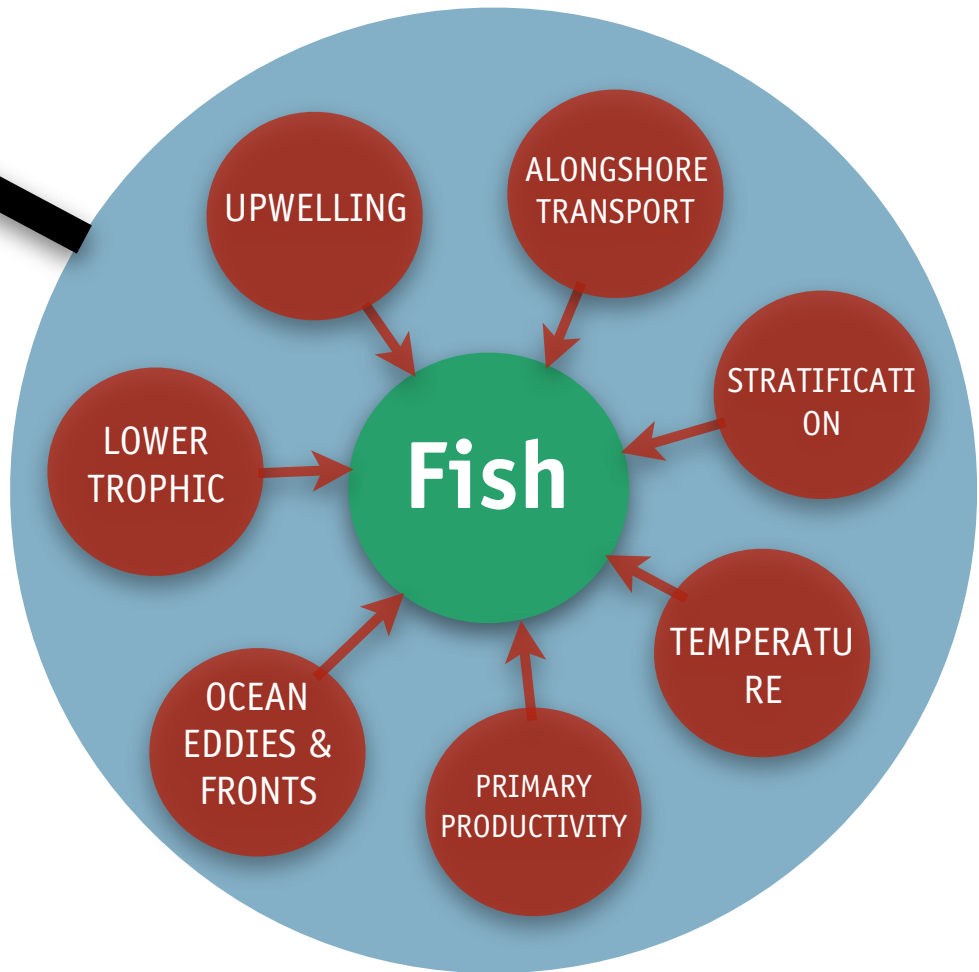 UPWELLING
ALONGSHORE
TRANSPORT
STRATIFICATI
ON
LOWER
TROPHIC
Fish
TEMPERATU
RE
OCEAN
EDDIES &
FRONTS
PRIMARY
PRODUCTIVITY